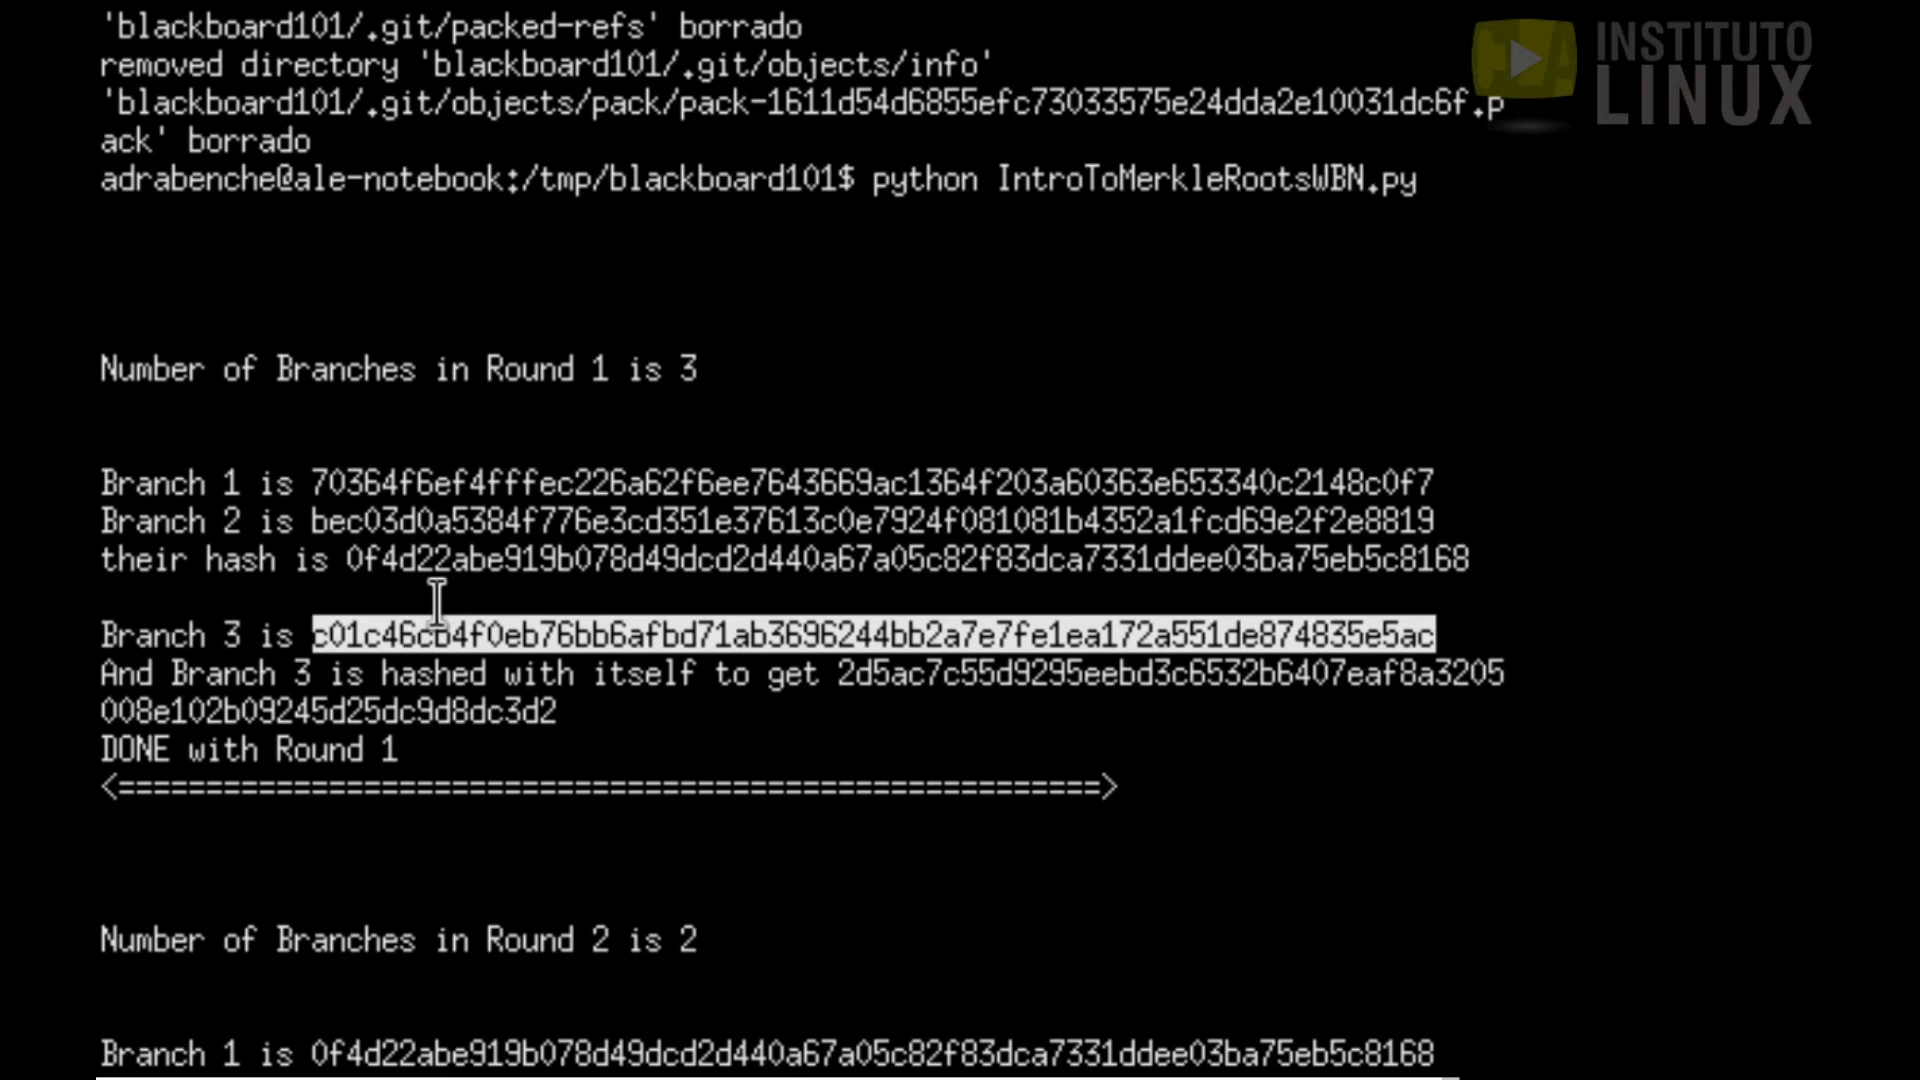 'blackboard101/.git/packed-refs' borrado
removed directory 'blackboard101/.git/objects/info'
'blackboard101/.git/objects/pack/pack-1611d54d6855efc73033575e24dda2e10031dc6f.p
ack' borrado
adrabenche@ale-notebook:/tmp/blackboard101$ python IntroToMerkleRootsWBN.py
Number of Branches in Round 1 is 3
Branch 1 is 70364f6ef4fffec226a62f6ee7643669ac1364f203a60363e653340c2148c0f7
Branch 2 is bec03d0a5384f776e3cd351e37613c0e7924f081081b4352a1fcd69e2f2e8819
their hash is 0f4d22abe919b078d49dcd2d440a67a05c82f83dca7331ddee03ba75eb5c8168
Branch 3 is c01c46cb4f0eb76bb6afbd71ab3696244bb2a7e7fe1ea172a551de874835e5ac
And Branch 3 is hashed with itself to get 2d5ac7c55d9295eebd3c6532b6407eaf8a3205
008e102b09245d25dc9d8dc3d2
DONE with Round 1
<========================================================>
Number of Branches in Round 2 is 2
Branch 1 is 0f4d22abe919b078d49dcd2d440a67a05c82f83dca7331ddee03ba75eb5c8168
INSTITUTO
LINUX